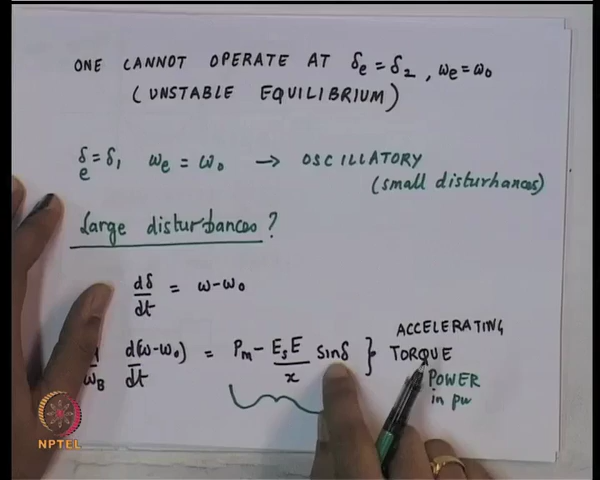 ONE CANNOT OPERATE AT δe = δ2, ωe = ω0
(UNSTABLE EQUILIBRIUM)
δe = δ1 ωe = ω0 → OSCILLATORY
(small disturbances)
Large disturbances?
dδ/dt = ω-ω0
/ωB d(ω-ω0)/dt = Pm - EsE/x sinδ } ACCELERATING
TORQUE
POWER
in pu
NPTEL